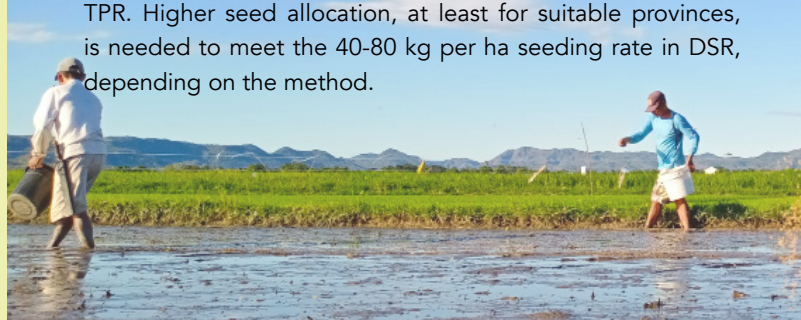 TPR. Higher seed allocation, at least for suitable provinces,
is needed to meet the 40-80 kg per ha seeding rate in DSR,
depending on the method.